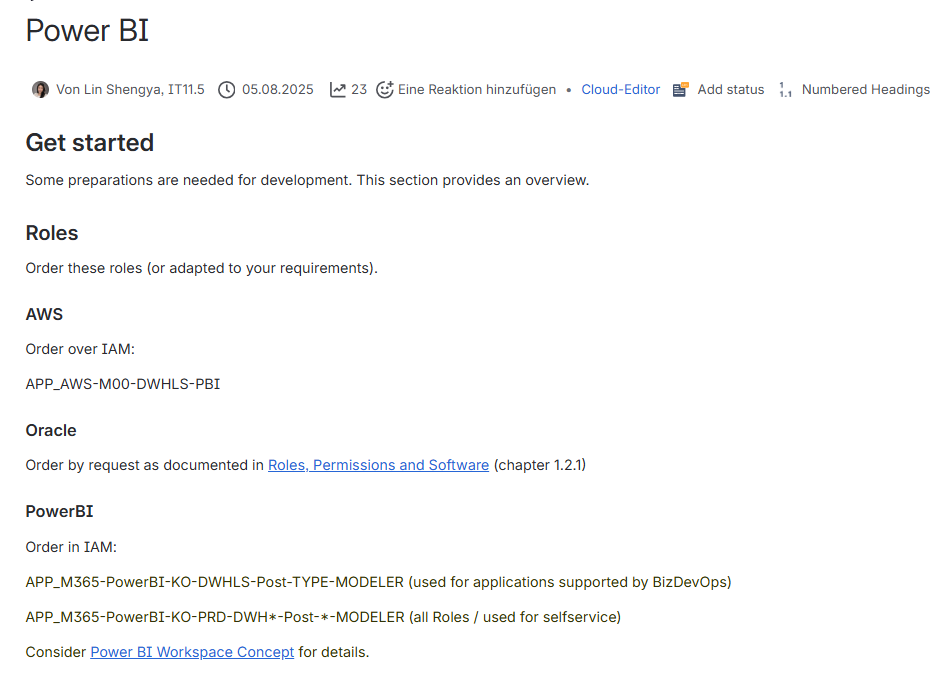 Power BI
Von Lin Shengya, IT11.5 05.08.2025 23 Eine Reaktion hinzufügen • Cloud-Editor Add status 1.1 Numbered Headings
Get started
Some preparations are needed for development. This section provides an overview.
Roles
Order these roles (or adapted to your requirements).
AWS
Order over IAM:
APP_AWS-M00-DWHLS-PBI
Oracle
Order by request as documented in Roles, Permissions and Software (chapter 1.2.1)
PowerBI
Order in IAM:
APP_M365-PowerBI-KO-DWHLS-Post-TYPE-MODELER (used for applications supported by BizDevOps)
APP_M365-PowerBI-KO-PRD-DWH*-Post-*-MODELER (all Roles / used for selfservice)
Consider Power BI Workspace Concept for details.